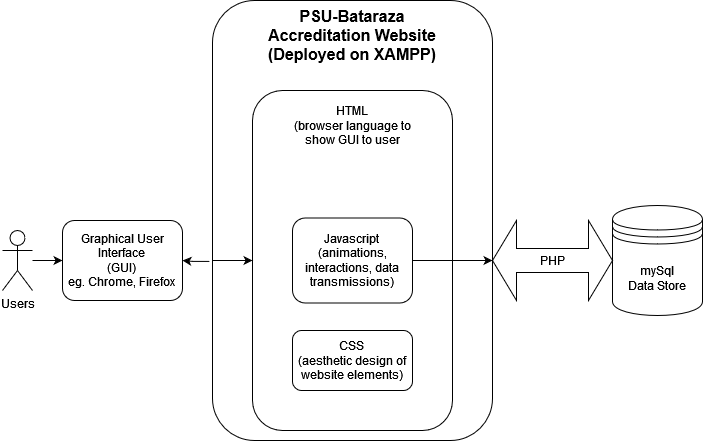 PSU-Bataraza
Accreditation Website
(Deployed on XAMPP)
HTML
(browser language to
show GUI to user
Users
Graphical User
Interface
(GUI)
eg. Chrome, Firefox
Javascript
(animations,
interactions, data
transmissions)
CSS
(aesthetic design of
website elements)
PHP
mySql
Data Store